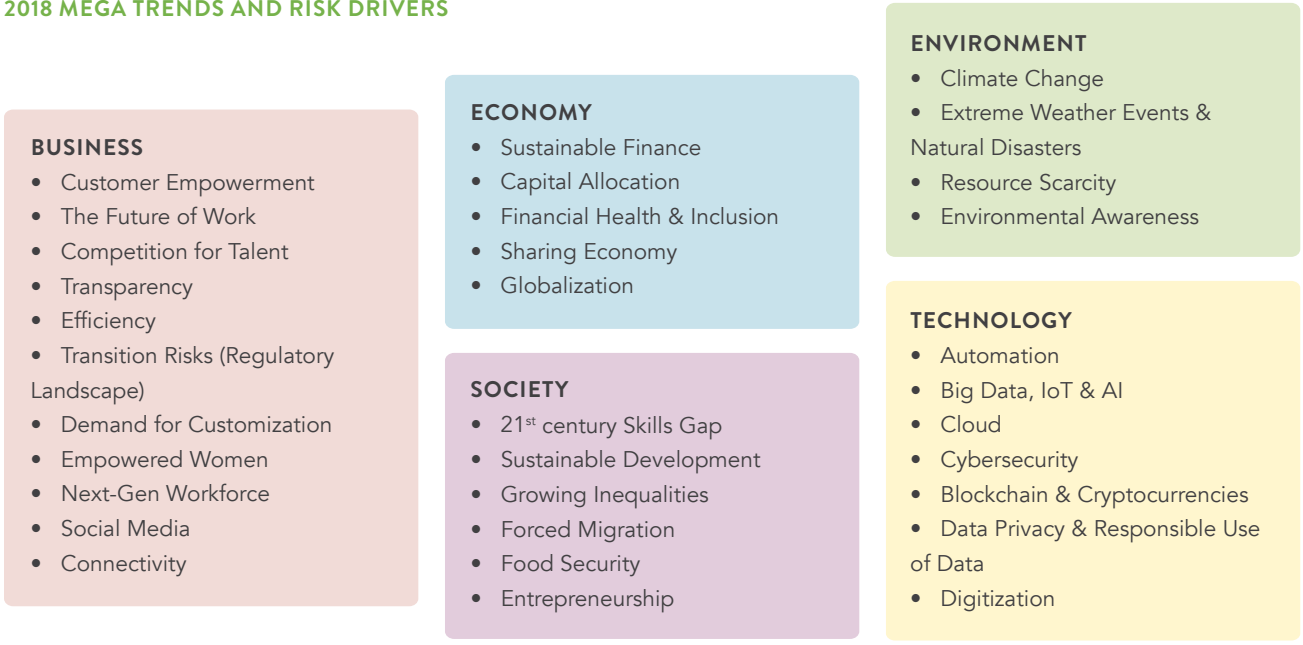 2018 MEGA TRENDS AND RISK DRIVERS
BUSINESS
• Customer Empowerment
• The Future of Work
• Competition for Talent
• Transparency
• Efficiency
• Transition Risks (Regulatory
Landscape)
• Demand for Customization
• Empowered Women
• Next-Gen Workforce
• Social Media
• Connectivity
ECONOMY
• Sustainable Finance
• Capital Allocation
• Financial Health & Inclusion
• Sharing Economy
• Globalization
SOCIETY
• 21st century Skills Gap
• Sustainable Development
• Growing Inequalities
• Forced Migration
• Food Security
• Entrepreneurship
ENVIRONMENT
• Climate Change
• Extreme Weather Events &
Natural Disasters
• Resource Scarcity
• Environmental Awareness
TECHNOLOGY
• Automation
• Big Data, IoT & AI
• Cloud
• Cybersecurity
• Blockchain & Cryptocurrencies
• Data Privacy & Responsible Use
of Data
• Digitization